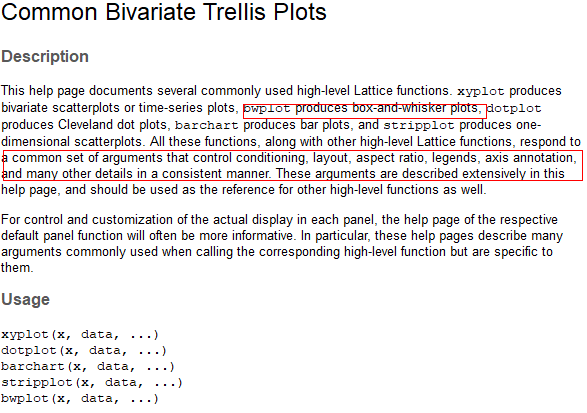 Common Bivariate Trellis Plots
Description
This help page documents several commonly used high-level Lattice functions. xyplot produces
bivariate scatterplots or time-series plots, bwplot produces box-and-whisker plots, dotplot
produces Cleveland dot plots, barchart produces bar plots, and stripplot produces one-
dimensional scatterplots. All these functions, along with other high-level Lattice functions, respond to
a common set of arguments that control conditioning, layout, aspect ratio, legends, axis annotation,
and many other details in a consistent manner. These arguments are described extensively in this
help page, and should be used as the reference for other high-level functions as well.
For control and customization of the actual display in each panel, the help page of the respective
default panel function will often be more informative. In particular, these help pages describe many
arguments commonly used when calling the corresponding high-level function but are specific to
them.
Usage
xyplot(x, data, ...)
dotplot(x, data, ...)
barchart(x, data, ...)
stripplot(x, data, ...)
bwplot(x, data, ...)